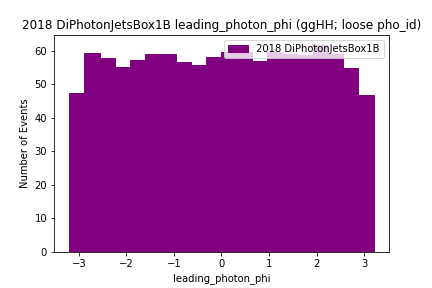 2018 DiPhotonJetsBox1B leading_photon_phi (ggHH; loose pho_id)
2018 DiPhotonJetsBox1B
Number of Events
60
50
40
30
20
10
0
−3 −2 −1 0 1 2 3
leading_photon_phi